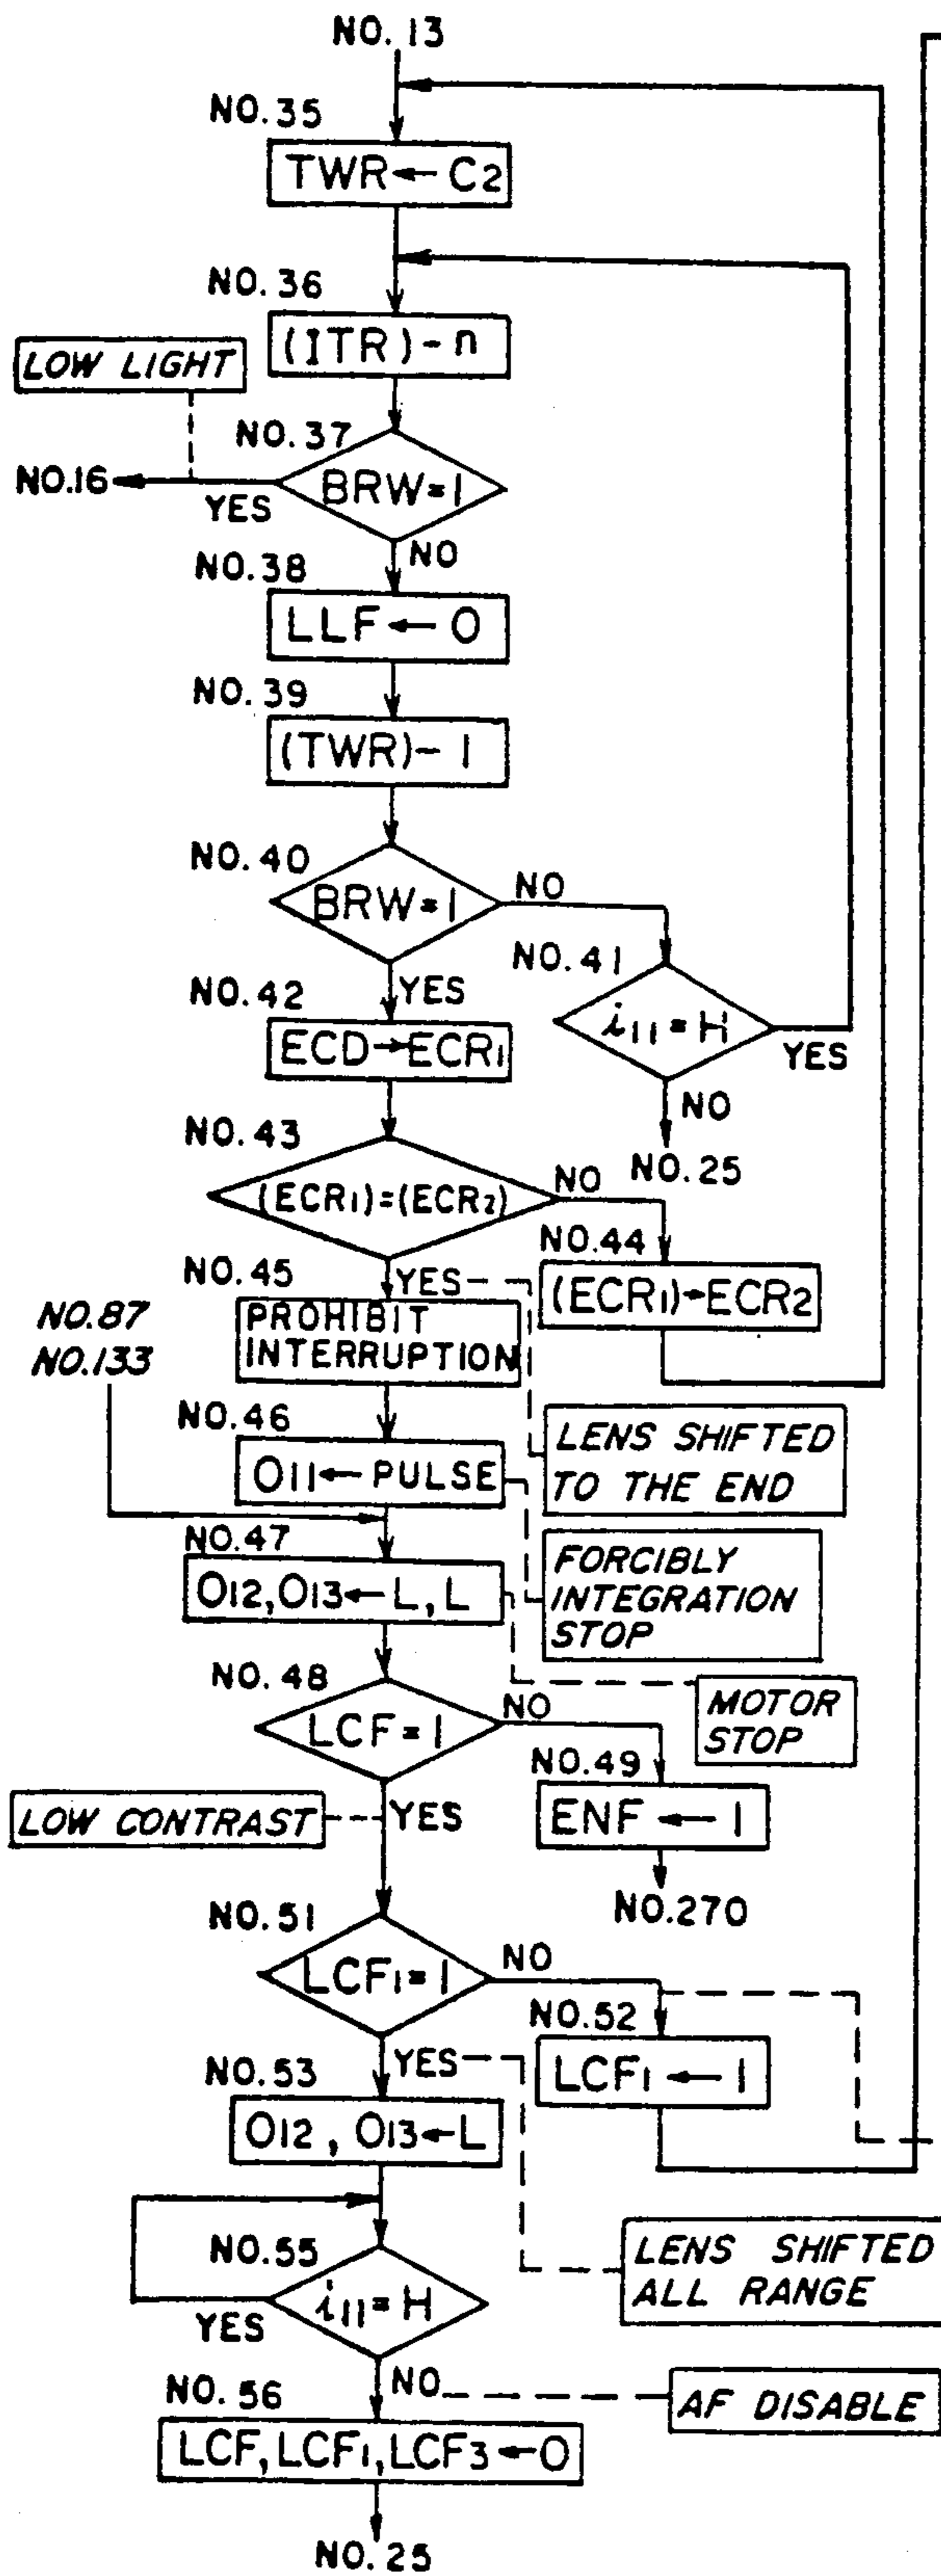 NO. 13
NO. 35
TWR ← C2
NO. 36
(ITR) - n
LOW LIGHT
NO. 37
BRW = 1
NO.16
YES
NO
NO. 38
LLF ← 0
NO. 39
(TWR) - 1
NO. 40
BRW = 1
NO
YES
NO. 41
i11 = H
YES
NO
NO. 25
NO. 42
ECD → ECR1
NO. 43
(ECR1) = (ECR2)
NO
YES
NO. 44
(ECR1) → ECR2
NO. 45
PROHIBIT
INTERRUPTION
NO.87
NO.133
NO. 46
O11 ← PULSE
LENS SHIFTED
TO THE END
NO. 47
O12, O13 ← L, L
FORCIBLY
INTEGRATION
STOP
NO. 48
LCF = 1
NO
YES
MOTOR
STOP
NO. 49
ENF ← 1
NO.270
LOW CONTRAST
NO. 51
LCF1 = 1
NO
YES
NO. 52
LCF1 ← 1
NO. 53
O12, O13 ← L
NO. 55
i11 = H
YES
NO
LENS SHIFTED
ALL RANGE
AF DISABLE
NO. 56
LCF, LCF1, LCF3 ← 0
NO. 25